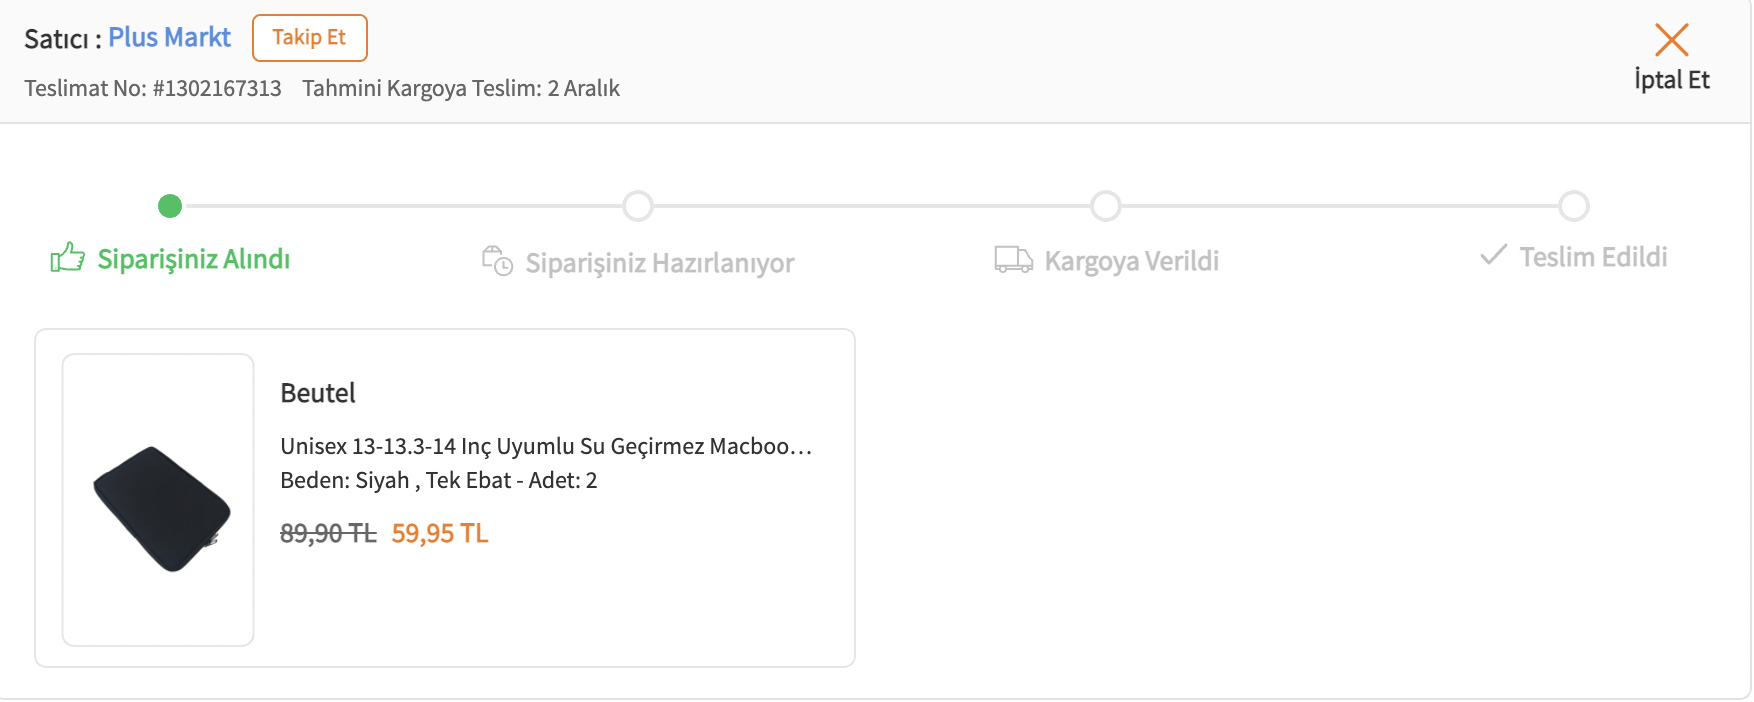 Satıcı : Plus Markt Takip Et
Teslimat No: #1302167313 Tahmini Kargoya Teslim: 2 Aralık
İptal Et
Siparişiniz Alındı
Siparişiniz Hazırlanıyor
Kargoya Verildi
Teslim Edildi
Beutel
Unisex 13-13.3-14 Inç Uyumlu Su Geçirmez Macboo...
Beden: Siyah , Tek Ebat - Adet: 2
89,90 TL 59,95 TL